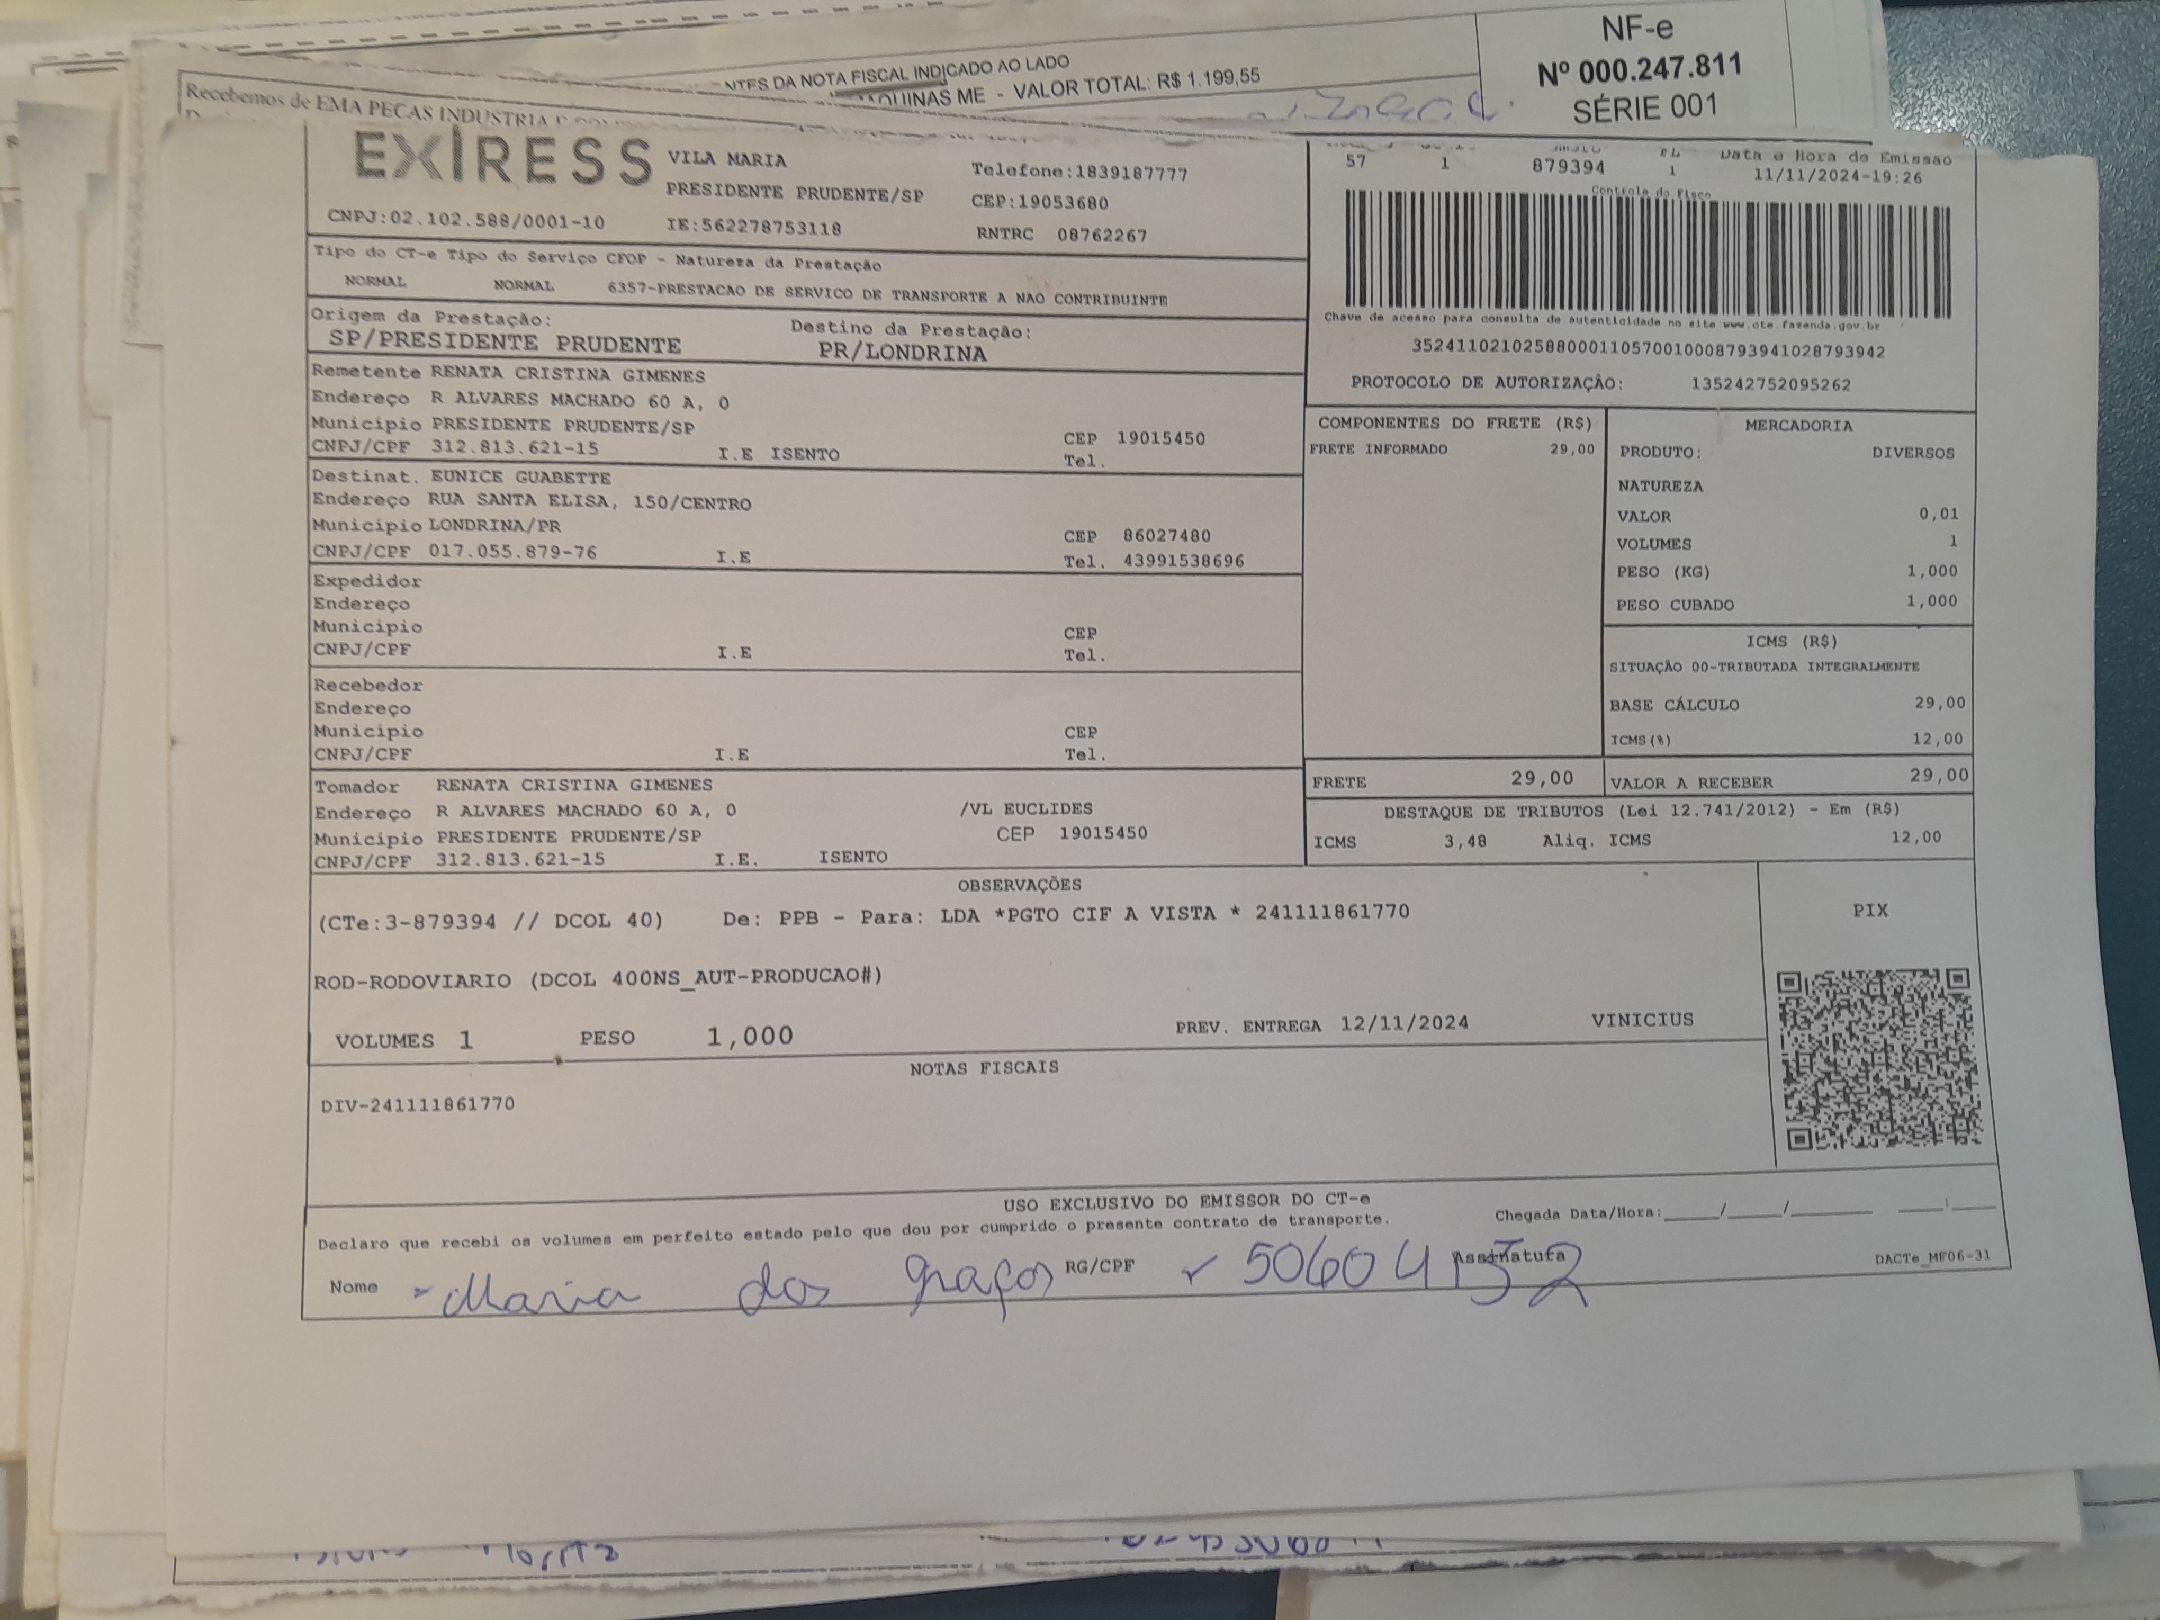 NTES DA NOTA FISCAL INDICADO AO LADO
QUINAS ME - VALOR TOTAL: R$ 1.199,55
NF-e
Nº 000.247.811
SÉRIE 001
Recebemos de EMA PECAS INDUSTRIA
EXIRESS
VILA MARIA
Telefone:1839187777
PRESIDENTE PRUDENTE/SP
CEP:19053680
CNPJ:02.102.588/0001-10 IE:562278753118 RNTRC 08762267
57 1 879394 1 Data e Hora de Emissao
11/11/2024-19:26
Controle do Fisco
Chave de acesso para consulta de autenticidade no site www.cte.fazenda.gov.br
35241102102588000110570010008793941028793942
PROTOCOLO DE AUTORIZAÇÃO: 135242752095262
Tipo do CT-e Tipo do Serviço CFOP - Natureza da Prestação
NORMAL NORMAL 6357-PRESTACAO DE SERVICO DE TRANSPORTE A NAO CONTRIBUINTE
Origem da Prestação: Destino da Prestação:
SP/PRESIDENTE PRUDENTE PR/LONDRINA
Remetente RENATA CRISTINA GIMENES
Endereço R ALVARES MACHADO 60 A, 0
Município PRESIDENTE PRUDENTE/SP CEP 19015450
CNPJ/CPF 312.813.621-15 I.E ISENTO Tel.
Destinat. EUNICE GUABETTE
Endereço RUA SANTA ELISA, 150/CENTRO
Município LONDRINA/PR CEP 86027480
CNPJ/CPF 017.055.879-76 I.E Tel. 43991538696
Expedidor
Endereço
Município CEP
CNPJ/CPF I.E Tel.
Recebedor
Endereço
Município CEP
CNPJ/CPF I.E Tel.
Tomador RENATA CRISTINA GIMENES
Endereço R ALVARES MACHADO 60 A, 0 /VL EUCLIDES
Município PRESIDENTE PRUDENTE/SP CEP 19015450
CNPJ/CPF 312.813.621-15 I.E. ISENTO
COMPONENTES DO FRETE (R$)
FRETE INFORMADO 29,00
MERCADORIA
PRODUTO: DIVERSOS
NATUREZA
VALOR 0,01
VOLUMES 1
PESO (KG) 1,000
PESO CUBADO 1,000
ICMS (R$)
SITUAÇÃO 00-TRIBUTADA INTEGRALMENTE
BASE CÁLCULO 29,00
ICMS(%) 12,00
FRETE 29,00 VALOR A RECEBER 29,00
DESTAQUE DE TRIBUTOS (Lei 12.741/2012) - Em (R$)
ICMS 3,48 Aliq. ICMS 12,00
OBSERVAÇÕES
(CTe:3-879394 // DCOL 40) De: PPB - Para: LDA *PGTO CIF A VISTA * 241111861770
ROD-RODOVIARIO (DCOL 400NS_AUT-PRODUCAO#)
VOLUMES 1 PESO 1,000 PREV. ENTREGA 12/11/2024 VINICIUS
PIX
NOTAS FISCAIS
DIV-241111861770
USO EXCLUSIVO DO EMISSOR DO CT-e
Declaro que recebi os volumes em perfeito estado pelo que dou por cumprido o presente contrato de transporte. Chegada Data/Hora:____/____/______ ___:___
Nome Maria das graças RG/CPF 50604152 Assinatura DACTe_MF06-31